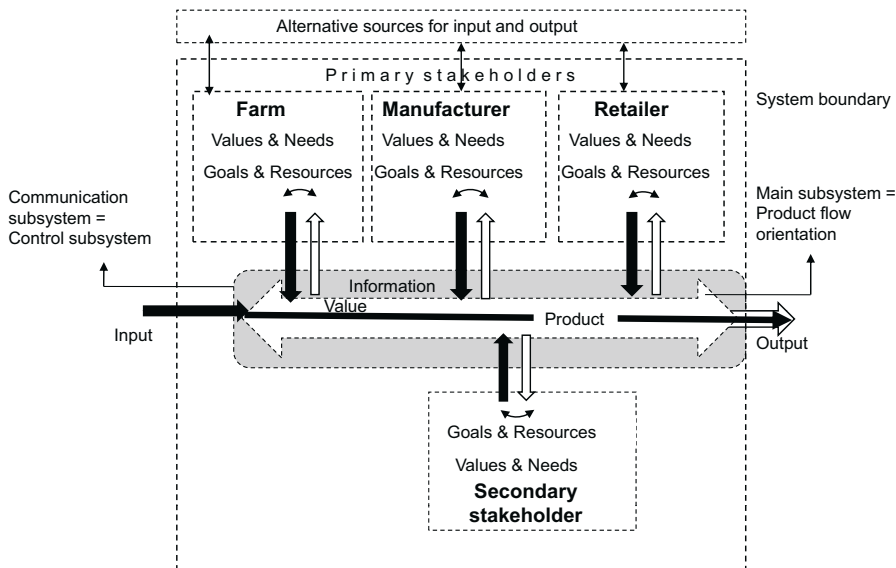 Alternative sources for input and output
Primary stakeholders
System boundary
Farm
Values & Needs
Goals & Resources
Manufacturer
Values & Needs
Goals & Resources
Retailer
Values & Needs
Goals & Resources
Communication
subsystem =
Control subsystem
Main subsystem =
Product flow
orientation
Information
Value
Product
Input
Output
Goals & Resources
Values & Needs
Secondary
stakeholder